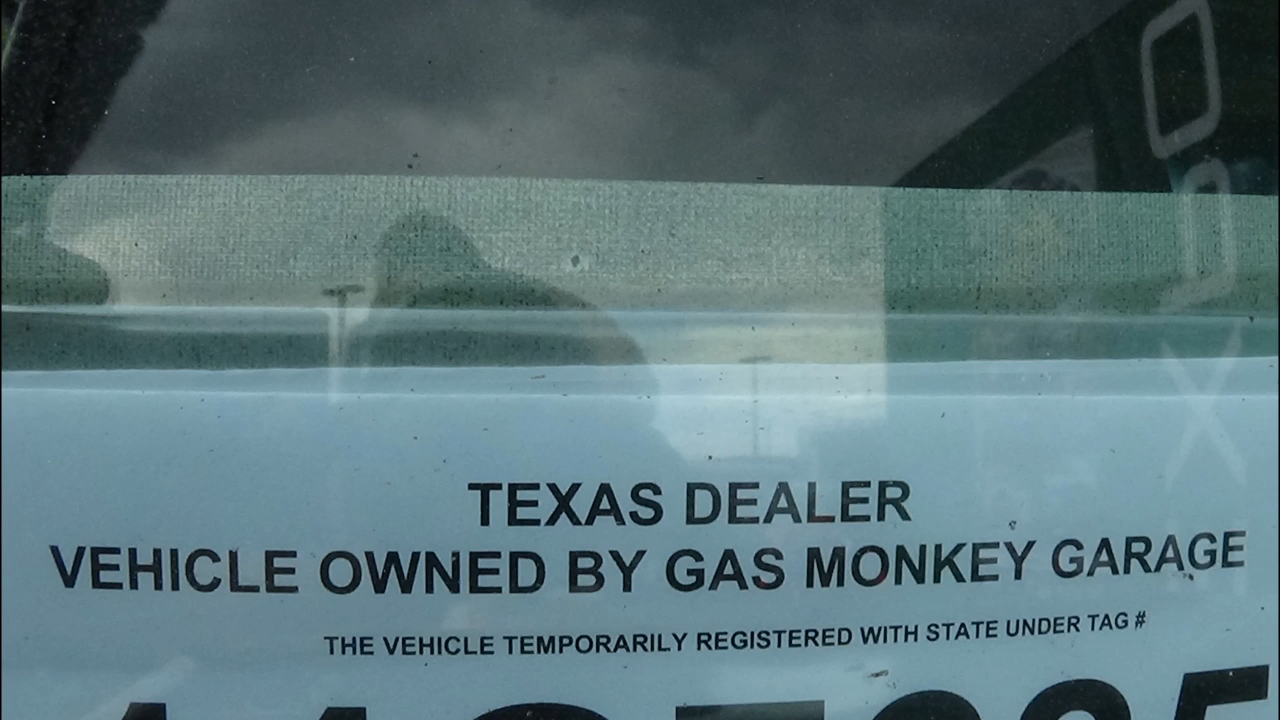 TEXAS DEALER
VEHICLE OWNED BY GAS MONKEY GARAGE
THE VEHICLE TEMPORARILY REGISTERED WITH STATE UNDER TAG #